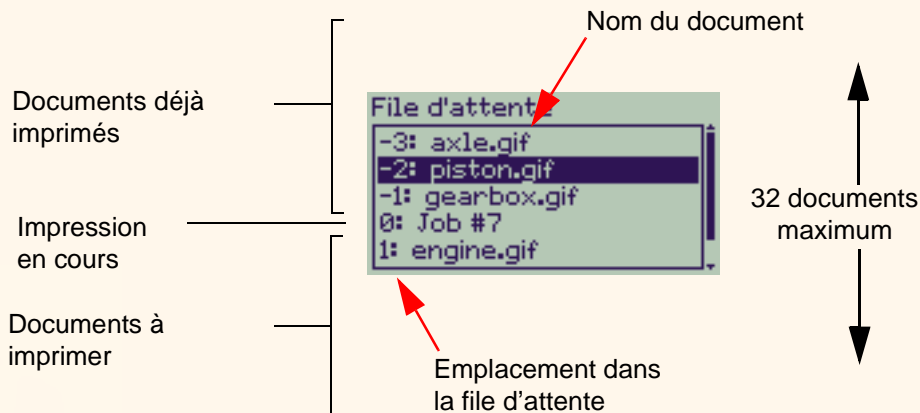 Nom du document
Documents déjà
imprimés
File d'attente
-3: axle.gif
-2: piston.gif
-1: gearbox.gif
0: Job #7
1: engine.gif
32 documents
maximum
Impression
en cours
Documents à
imprimer
Emplacement dans
la file d'attente